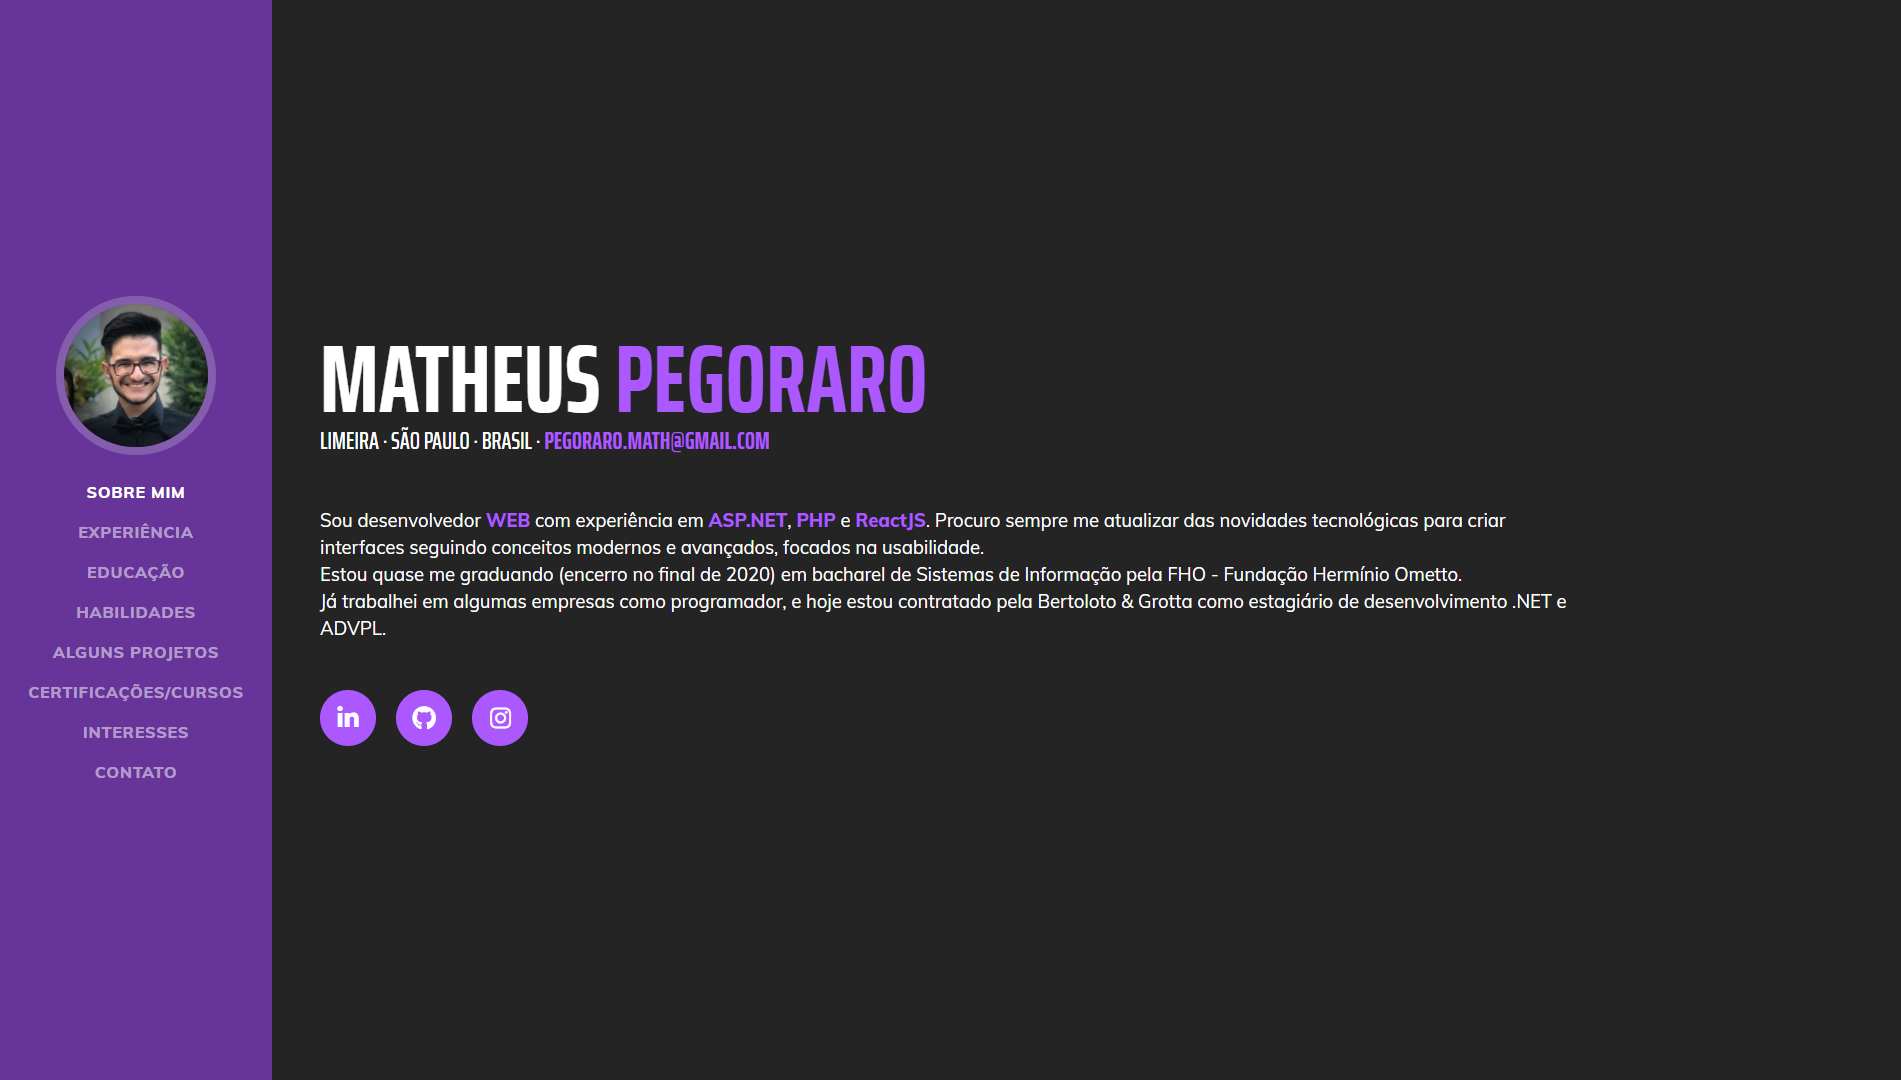 SOBRE MIM
EXPERIÊNCIA
EDUCAÇÃO
HABILIDADES
ALGUNS PROJETOS
CERTIFICAÇÕES/CURSOS
INTERESSES
CONTATO
MATHEUS PEGORARO
LIMEIRA · SÃO PAULO · BRASIL · PEGORARO.MATH@GMAIL.COM
Sou desenvolvedor WEB com experiência em ASP.NET, PHP e ReactJS. Procuro sempre me atualizar das novidades tecnológicas para criar
interfaces seguindo conceitos modernos e avançados, focados na usabilidade.
Estou quase me graduando (encerro no final de 2020) em bacharel de Sistemas de Informação pela FHO - Fundação Hermínio Ometto.
Já trabalhei em algumas empresas como programador, e hoje estou contratado pela Bertoloto & Grotta como estagiário de desenvolvimento .NET e
ADVPL.
in